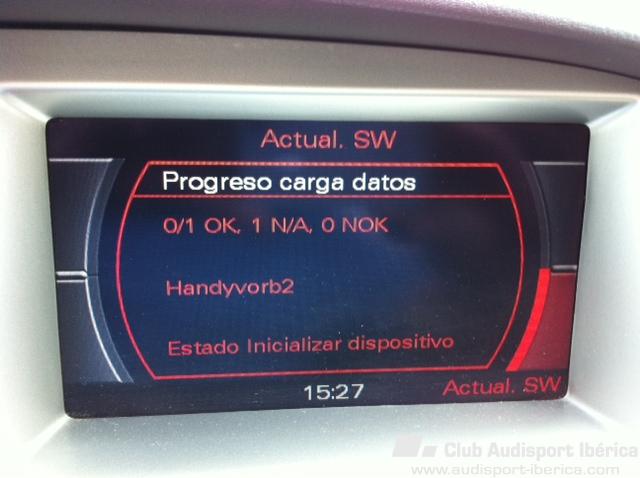 Actual. SW
Progreso carga datos
0/1 OK, 1 N/A, 0 NOK
Handyvorb2
Estado Inicializar dispositivo
15:27
Actual. SW
Club Audisport Ibérica
www.audisport-iberica.com